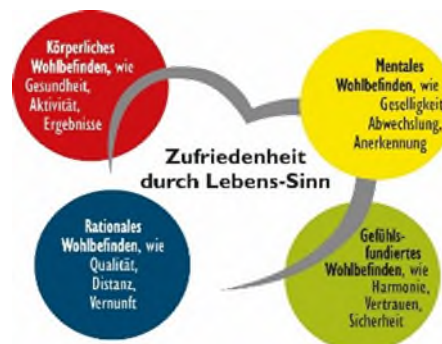 Körperliches
Wohlbefinden, wie
Gesundheit,
Aktivität,
Ergebnisse
Mentales
Wohlbefinden, wie
Geselligkeit,
Abwechslung,
Anerkennung
Zufriedenheit
durch Lebens-Sinn
Rationales
Wohlbefinden, wie
Qualität,
Distanz,
Vernunft
Gefühls-
fundiertes
Wohlbefinden, wie
Harmonie,
Vertrauen,
Sicherheit